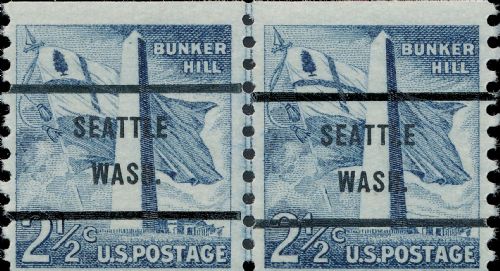 BUNKER
HILL
SEATTLE
WASH.
2½c U.S.POSTAGE
BUNKER
HILL
SEATTLE
WASH.
2½c U.S.POSTAGE